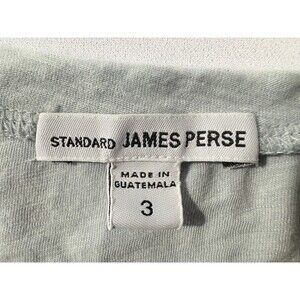 STANDARD JAMES PERSE
MADE IN
GUATEMALA
3